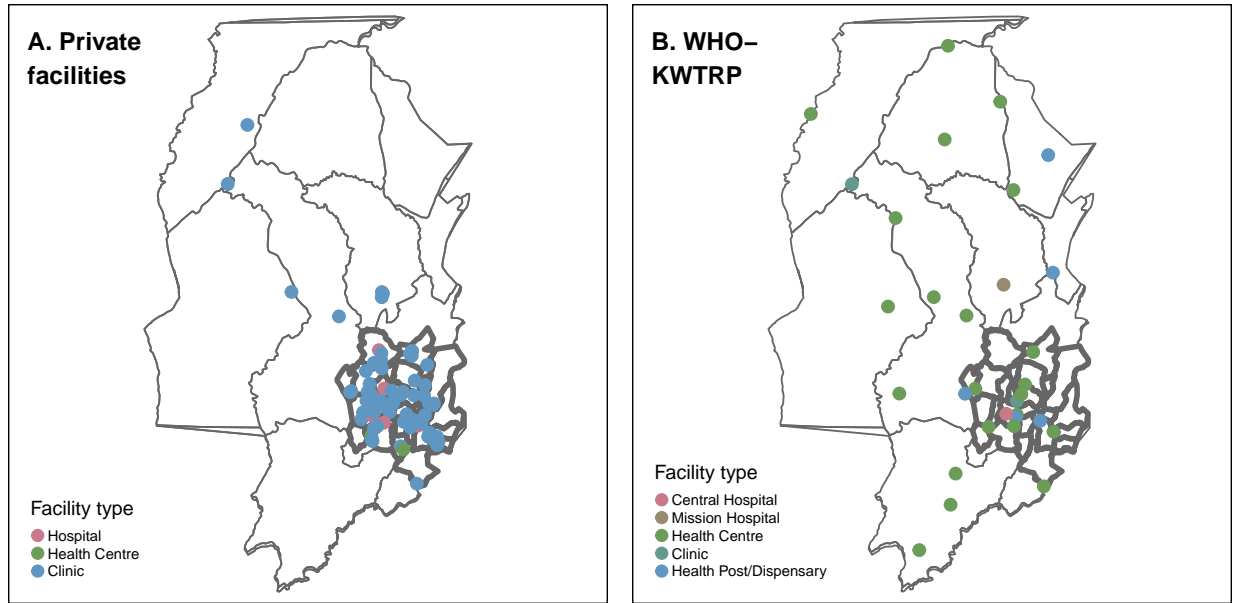 A. Private
facilities
Facility type
Hospital
Health Centre
Clinic
B. WHO–
KWTRP
Facility type
Central Hospital
Mission Hospital
Health Centre
Clinic
Health Post/Dispensary